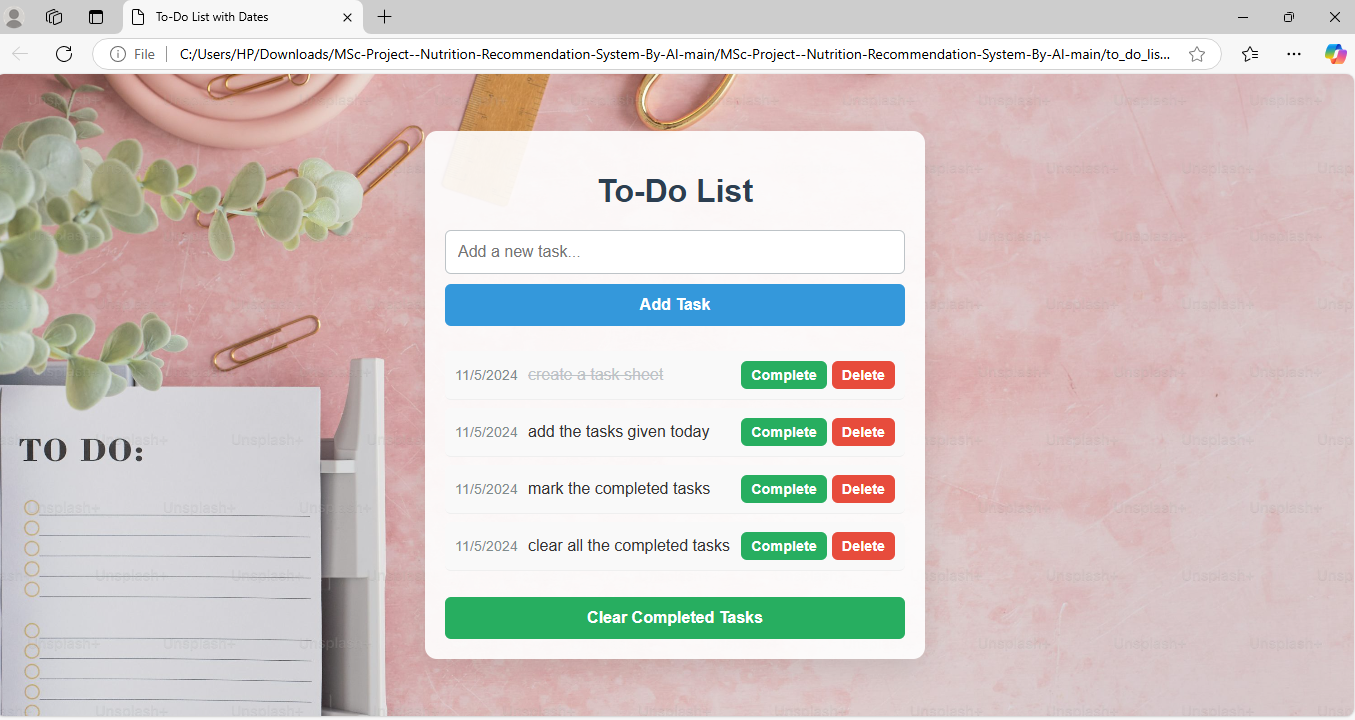 To-Do List with Dates
File C:/Users/HP/Downloads/MSc-Project--Nutrition-Recommendation-System-By-AI-main/MSc-Project--Nutrition-Recommendation-System-By-AI-main/to_do_lis...
To-Do List
Add a new task...
Add Task
11/5/2024 create a task sheet Complete Delete
11/5/2024 add the tasks given today Complete Delete
11/5/2024 mark the completed tasks Complete Delete
11/5/2024 clear all the completed tasks Complete Delete
Clear Completed Tasks
TO DO:
Unsplash+